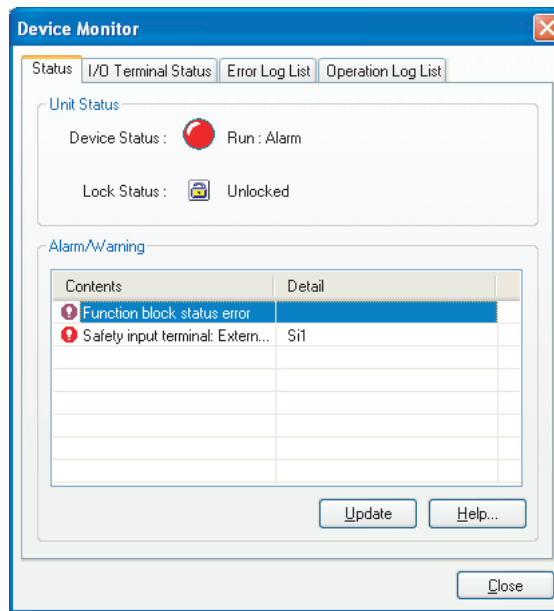 Device Monitor
Status I/O Terminal Status Error Log List Operation Log List
Unit Status
Device Status : Run : Alarm
Lock Status : Unlocked
Alarm/Warning
Contents Detail
Function block status error
Safety input terminal: Extern... Si1
Update Help...
Close